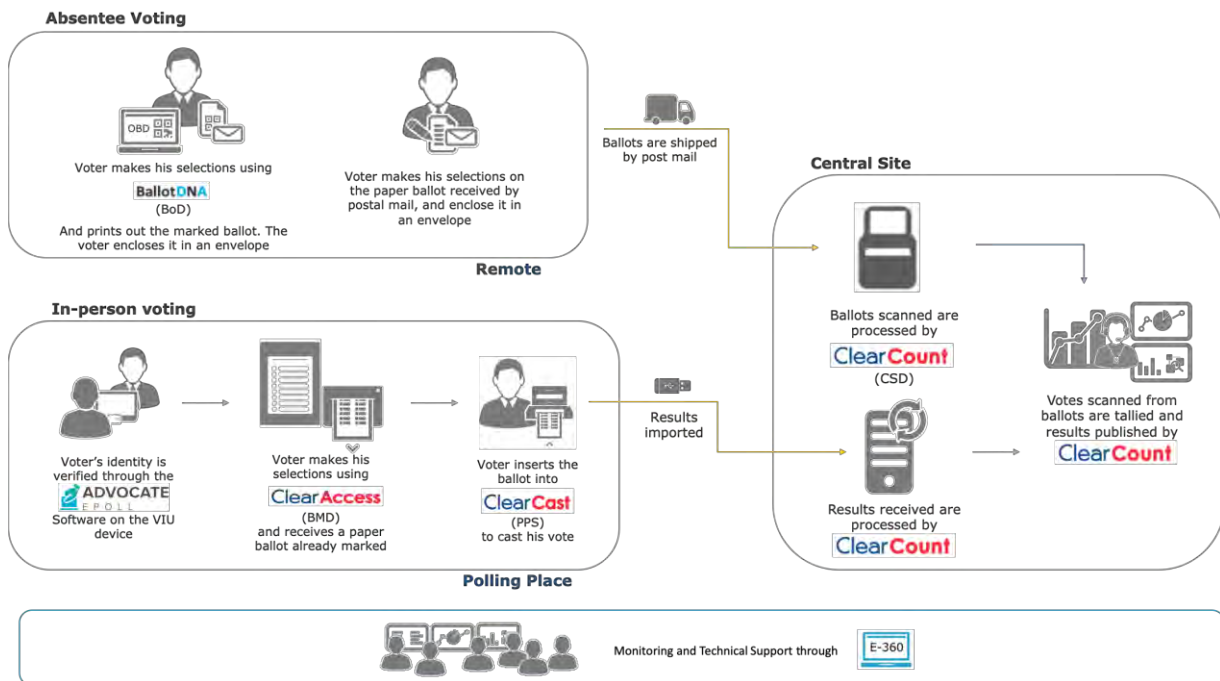 Absentee Voting
OBD
Voter makes his selections using
BallotDNA
(BoD)
And prints out the marked ballot. The
voter encloses it in an envelope
Voter makes his selections on
the paper ballot received by
postal mail, and enclose it in
an envelope
Remote
Ballots are shipped
by post mail
In-person voting
Voter's identity is
verified through the
ADVOCATE
EPOLL
Software on the VIU
device
Voter makes his
selections using
ClearAccess
(BMD)
and receives a paper
ballot already marked
Voter inserts the
ballot into
ClearCast
(PPS)
to cast his vote
Polling Place
Results
imported
Central Site
Ballots scanned are
processed by
ClearCount
(CSD)
Results received are
processed by
ClearCount
Votes scanned from
ballots are tallied and
results published by
ClearCount
Monitoring and Technical Support through
E-360